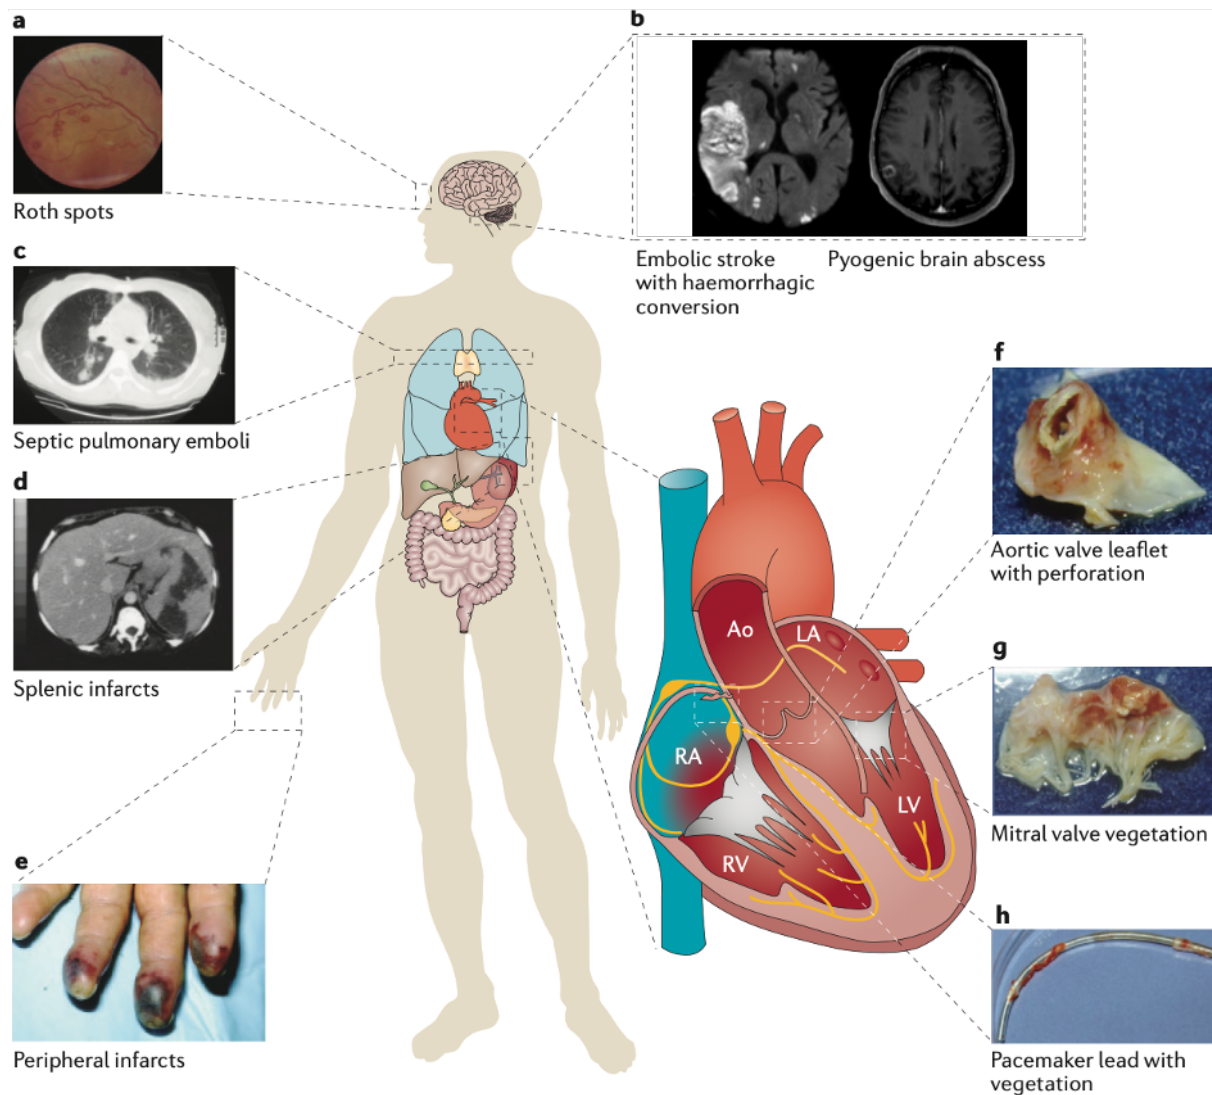 a
Roth spots
b
Embolic stroke
with haemorrhagic
conversion
Pyogenic brain abscess
c
Septic pulmonary emboli
d
Splenic infarcts
e
Peripheral infarcts
f
Aortic valve leaflet
with perforation
g
Mitral valve vegetation
h
Pacemaker lead with
vegetation
Ao
LA
RA
LV
RV